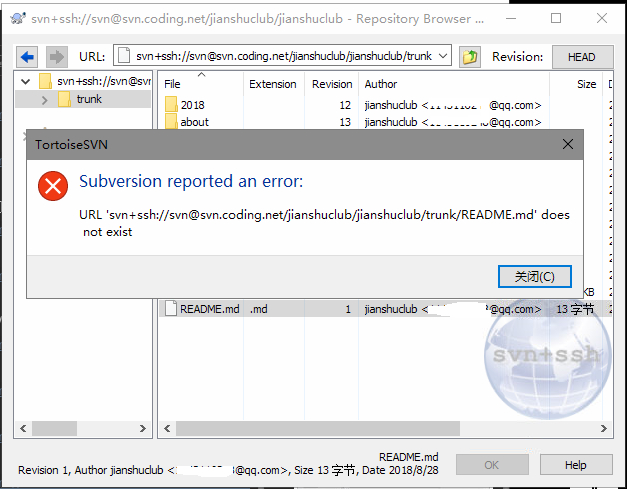 svn+ssh://svn@svn.coding.net/jianshuclub/jianshuclub - Repository Browser ...
URL: svn+ssh://svn@svn.coding.net/jianshuclub/jianshuclub/trunk Revision: HEAD
svn+ssh://svn@svn
trunk
File Extension Revision Author Size
2018 12 jianshuclub @qq.com>
about 13 jianshuclub @qq.com>
TortoiseSVN
Subversion reported an error:
URL 'svn+ssh://svn@svn.coding.net/jianshuclub/jianshuclub/trunk/README.md' does
not exist
关闭(C)
KB
README.md .md 1 jianshuclub < @qq.com> 13 字节
svn+ssh
README.md
Revision 1, Author jianshuclub < @qq.com>, Size 13 字节, Date 2018/8/28
OK Help